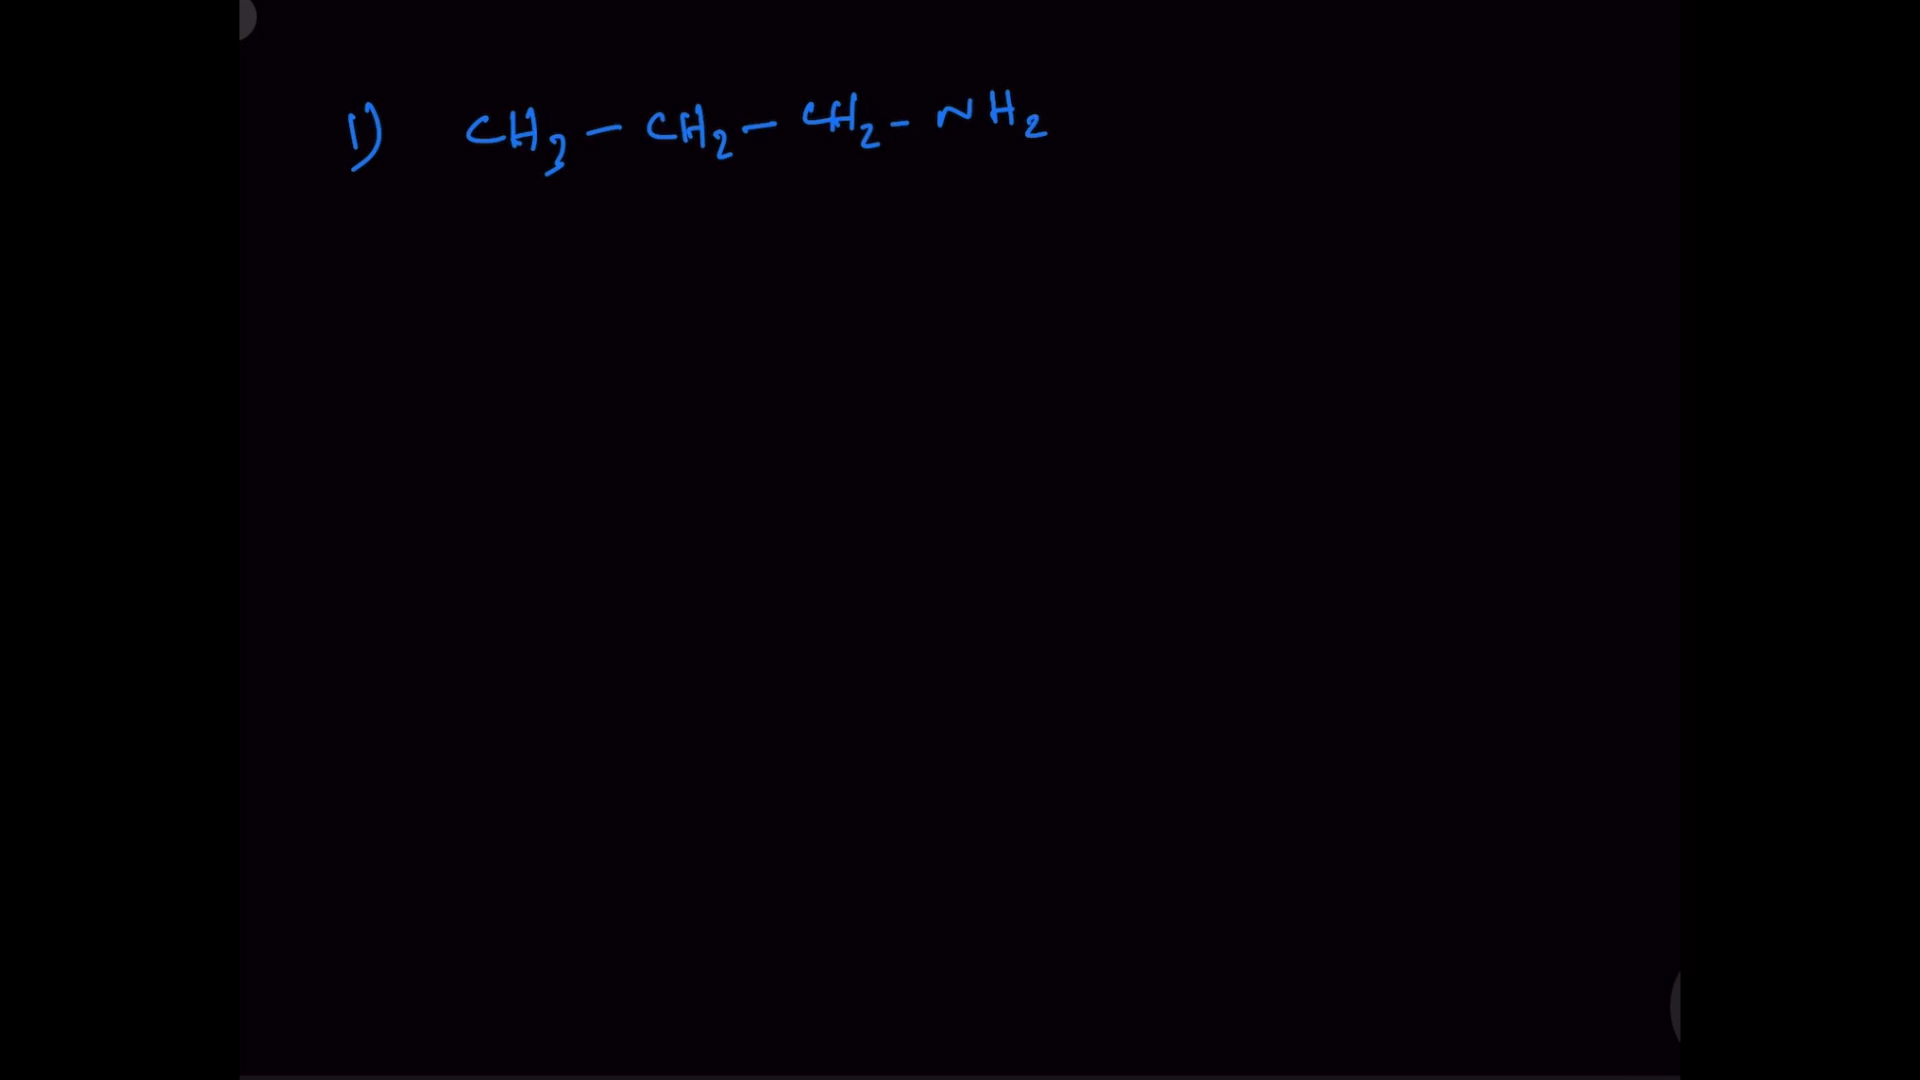 1) CH₃ – CH₂ – CH₂ – NH₂